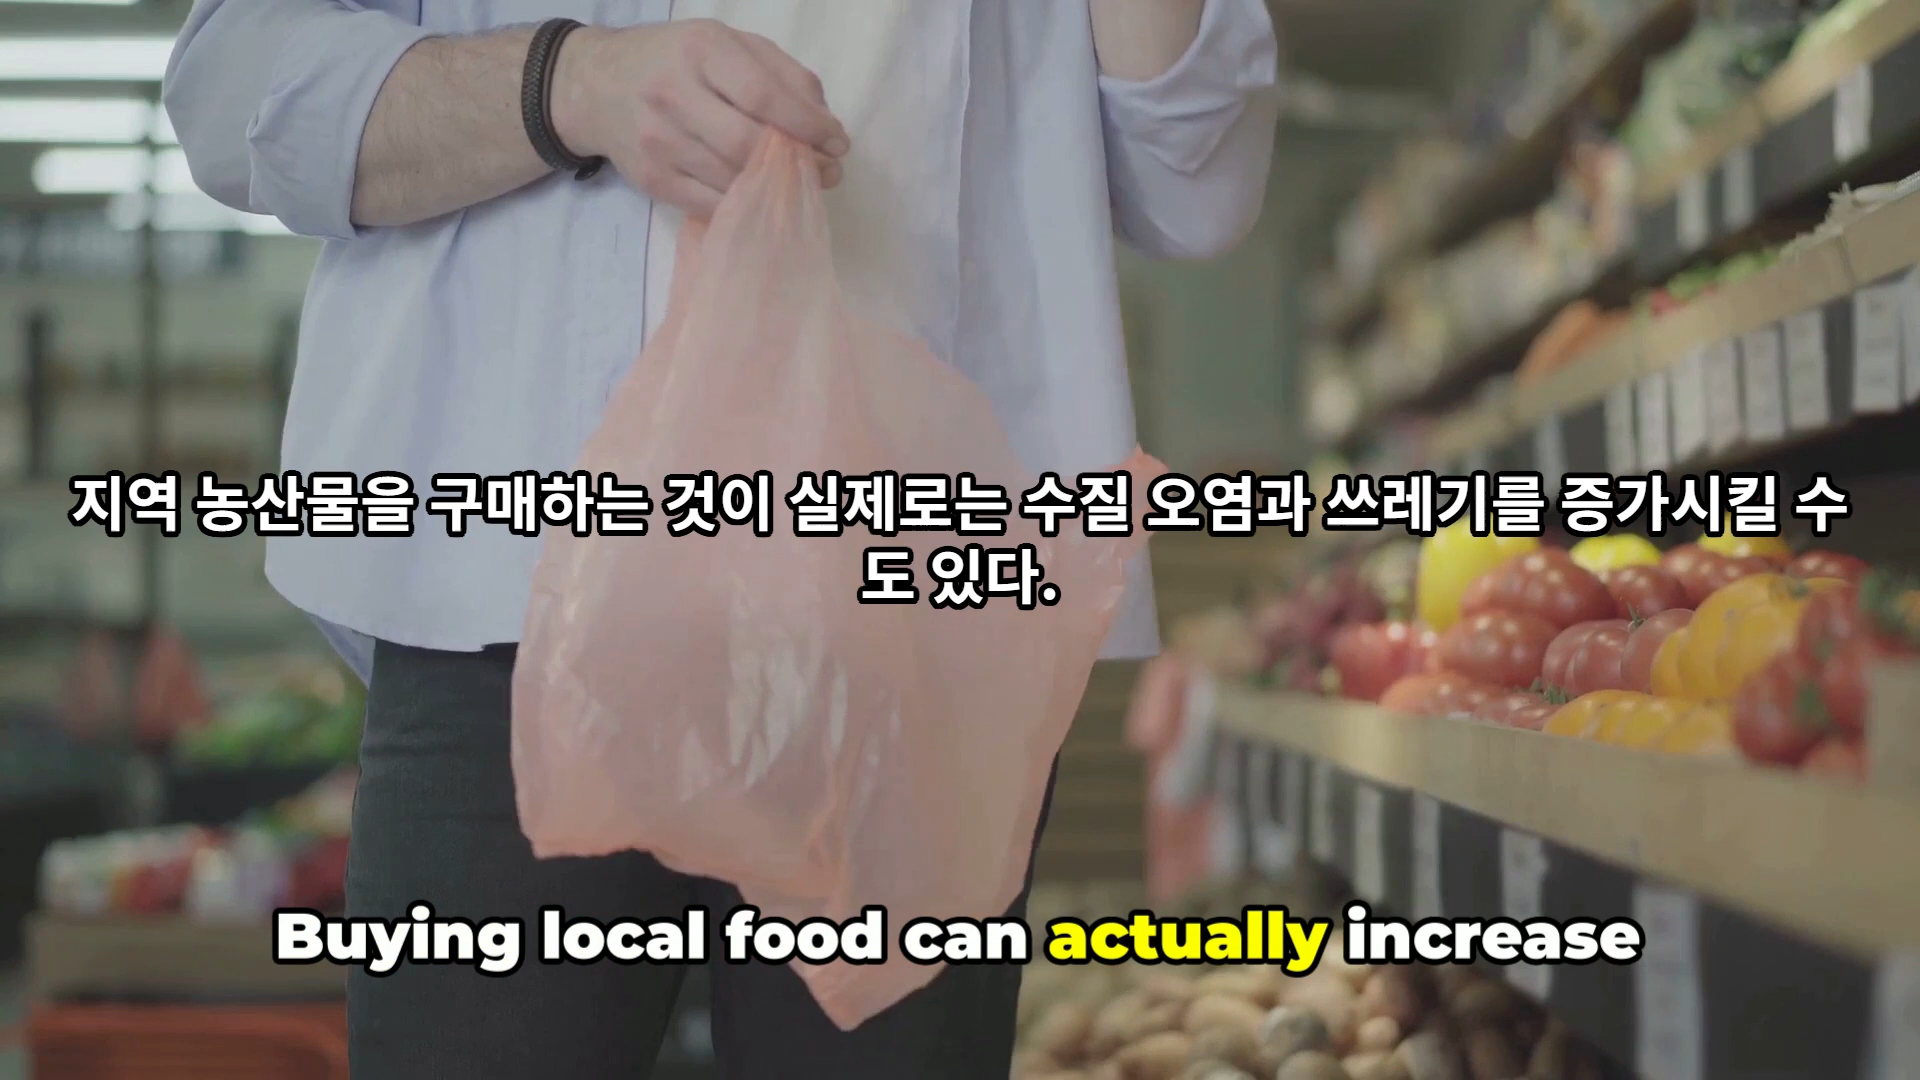 지역 농산물을 구매하는 것이 실제로는 수질 오염과 쓰레기를 증가시킬 수
도 있다.
Buying local food can actually increase